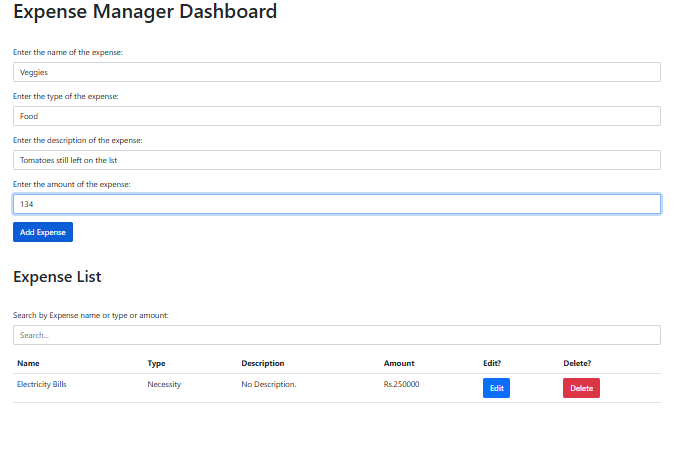 Expense Manager Dashboard
Enter the name of the expense:
Veggies
Enter the type of the expense:
Food
Enter the description of the expense:
Tomatoes still left on the lst
Enter the amount of the expense:
134
Add Expense
Expense List
Search by Expense name or type or amount:
Search...
Name Type Description Amount Edit? Delete?
Electricity Bills Necessity No Description. Rs.250000 Edit Delete